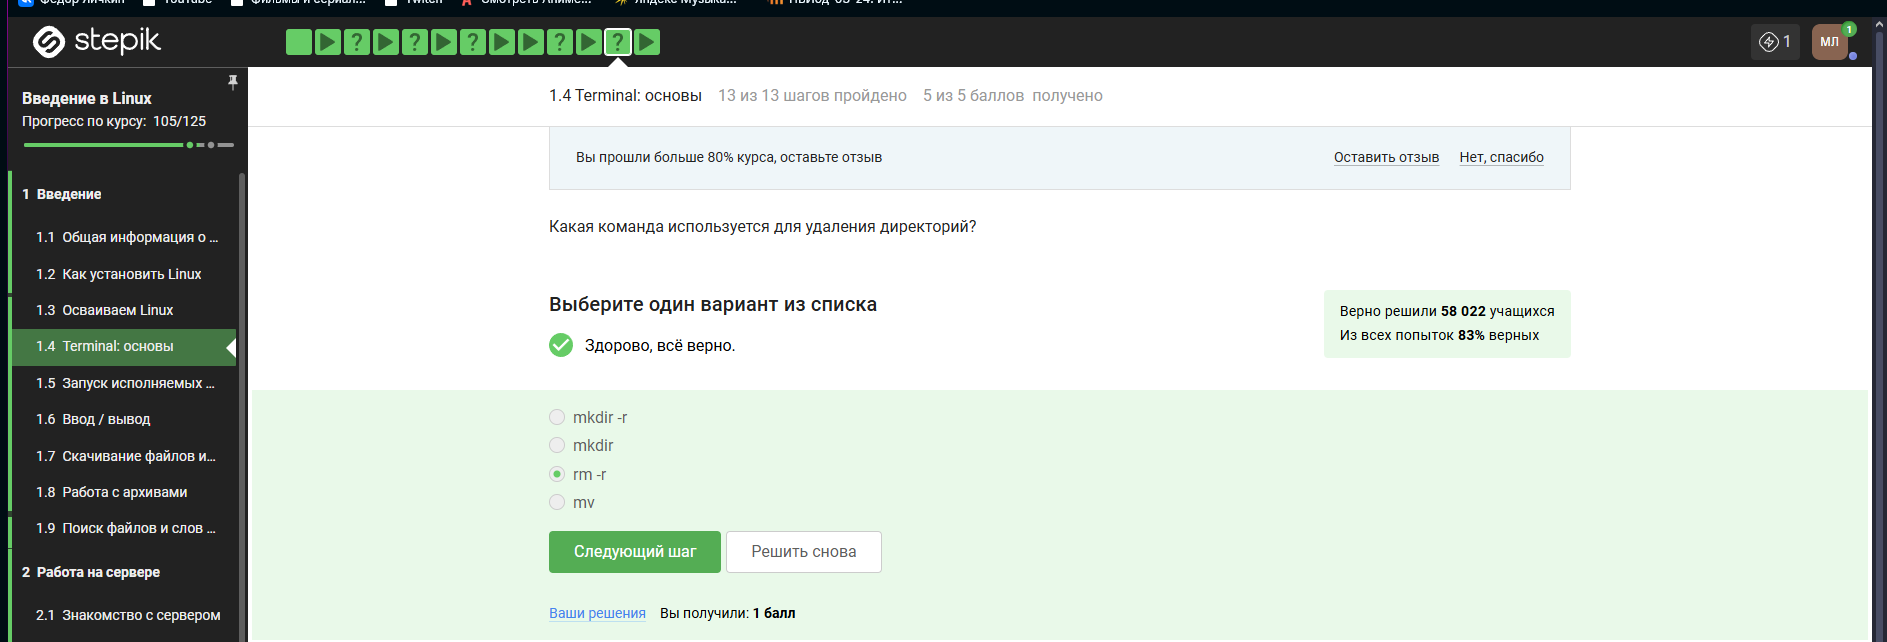 stepik
1
МЛ
1
Введение в Linux
Прогресс по курсу: 105/125
1 Введение
1.1 Общая информация о ...
1.2 Как установить Linux
1.3 Осваиваем Linux
1.4 Terminal: основы
1.5 Запуск исполняемых ...
1.6 Ввод / вывод
1.7 Скачивание файлов и...
1.8 Работа с архивами
1.9 Поиск файлов и слов ...
2 Работа на сервере
2.1 Знакомство с сервером
1.4 Terminal: основы 13 из 13 шагов пройдено 5 из 5 баллов получено
Вы прошли больше 80% курса, оставьте отзыв
Оставить отзыв Нет, спасибо
Какая команда используется для удаления директорий?
Выберите один вариант из списка
Здорово, всё верно.
Верно решили 58 022 учащихся
Из всех попыток 83% верных
mkdir -r
mkdir
rm -r
mv
Следующий шаг Решить снова
Ваши решения Вы получили: 1 балл